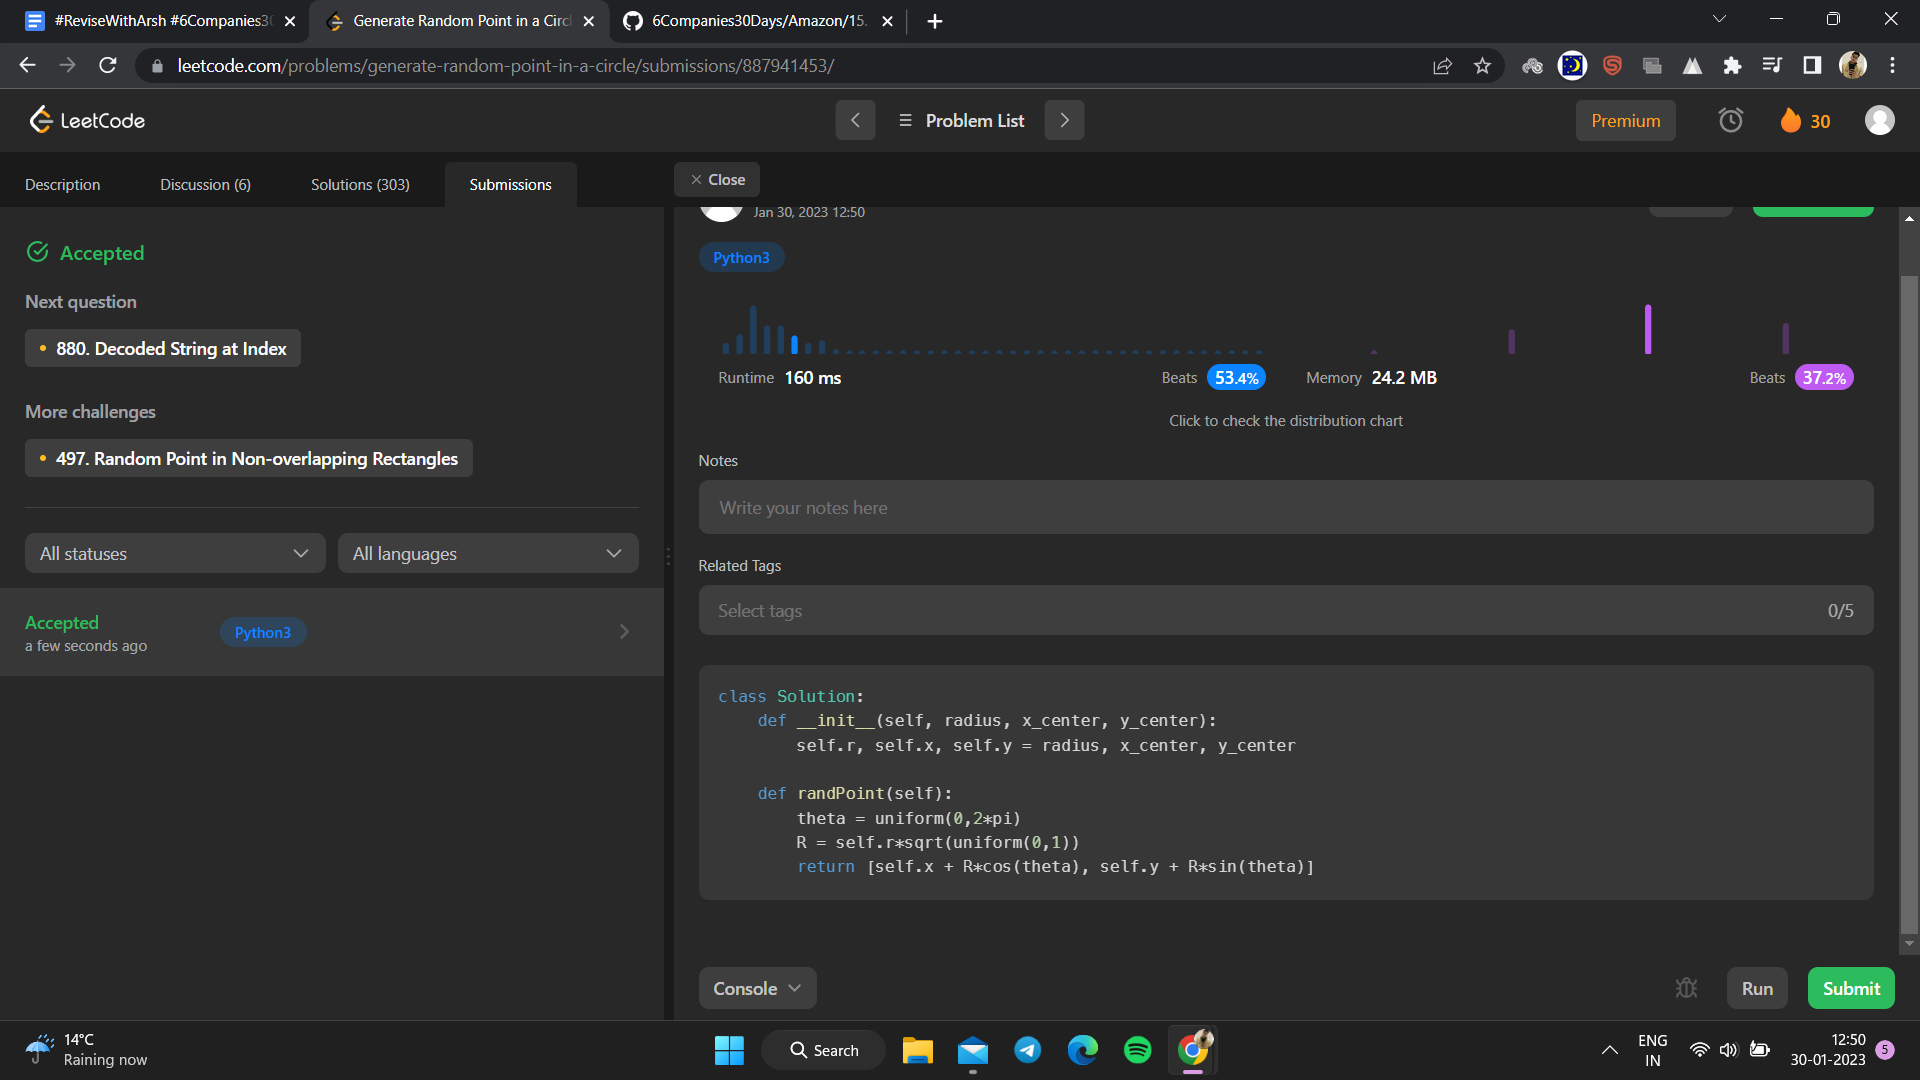 #ReviseWithArsh #6Companies30
Generate Random Point in a Circl
6Companies30Days/Amazon/15.
leetcode.com/problems/generate-random-point-in-a-circle/submissions/887941453/
LeetCode
Problem List
Premium
30
Description
Discussion (6)
Solutions (303)
Submissions
Close
Jan 30, 2023 12:50
Accepted
Python3
Next question
880. Decoded String at Index
Runtime 160 ms
Beats 53.4%
Memory 24.2 MB
Beats 37.2%
More challenges
Click to check the distribution chart
497. Random Point in Non-overlapping Rectangles
Notes
Write your notes here
All statuses
All languages
Related Tags
Select tags
0/5
Accepted
a few seconds ago
Python3
class Solution:
    def __init__(self, radius, x_center, y_center):
        self.r, self.x, self.y = radius, x_center, y_center
    def randPoint(self):
        theta = uniform(0,2*pi)
        R = self.r*sqrt(uniform(0,1))
        return [self.x + R*cos(theta), self.y + R*sin(theta)]
Console
Run
Submit
14°C
Raining now
Search
ENG
IN
12:50
30-01-2023
5